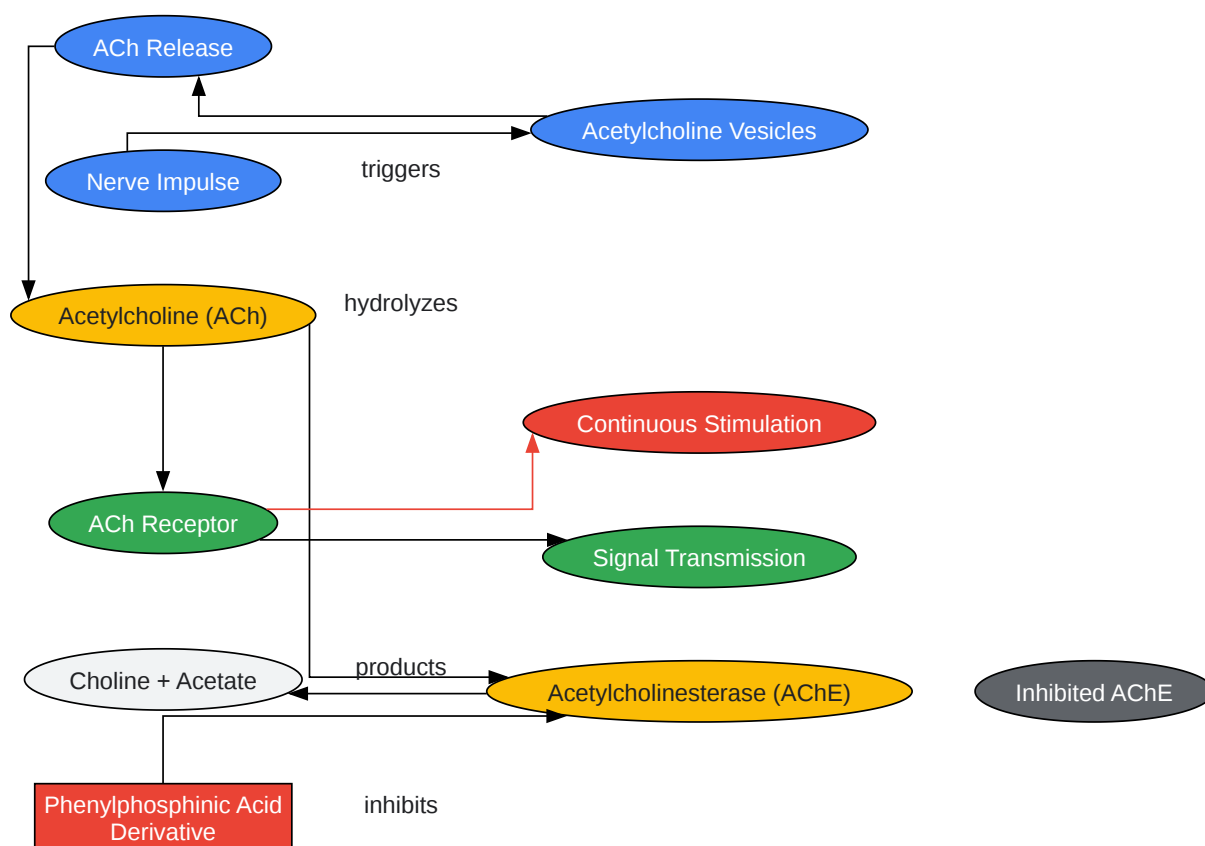 ACh Release
Acetylcholine Vesicles
triggers
Nerve Impulse
hydrolyzes
Acetylcholine (ACh)
Continuous Stimulation
ACh Receptor
Signal Transmission
products
Choline + Acetate
Acetylcholinesterase (AChE)
Inhibited AChE
Phenylphosphinic Acid
Derivative
inhibits